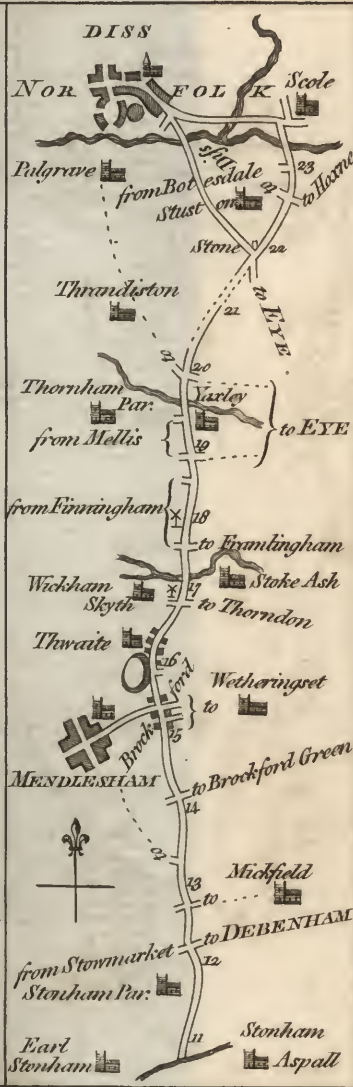 DISS
NORFOLK
Scole
Palgrave
23
from Botesdale
to Hoxne
Stuston
Stone
22
Thrandiston
to EYE
21
to
20
Thornham Par.
Yaxley
to EYE
from Mellis
19
from Finningham
18
to Framlingham
Wickham Skyth
17
Stoke Ash
to Thorndon
Thwaite
16
Brockford
to Wetheringset
15
MENDLESHAM
to Brockford Green
14
to
13
Mickfield
to
to DEBENHAM
12
from Stowmarket
Stonham Par.
11
Earl Stonham
Stonham Aspall